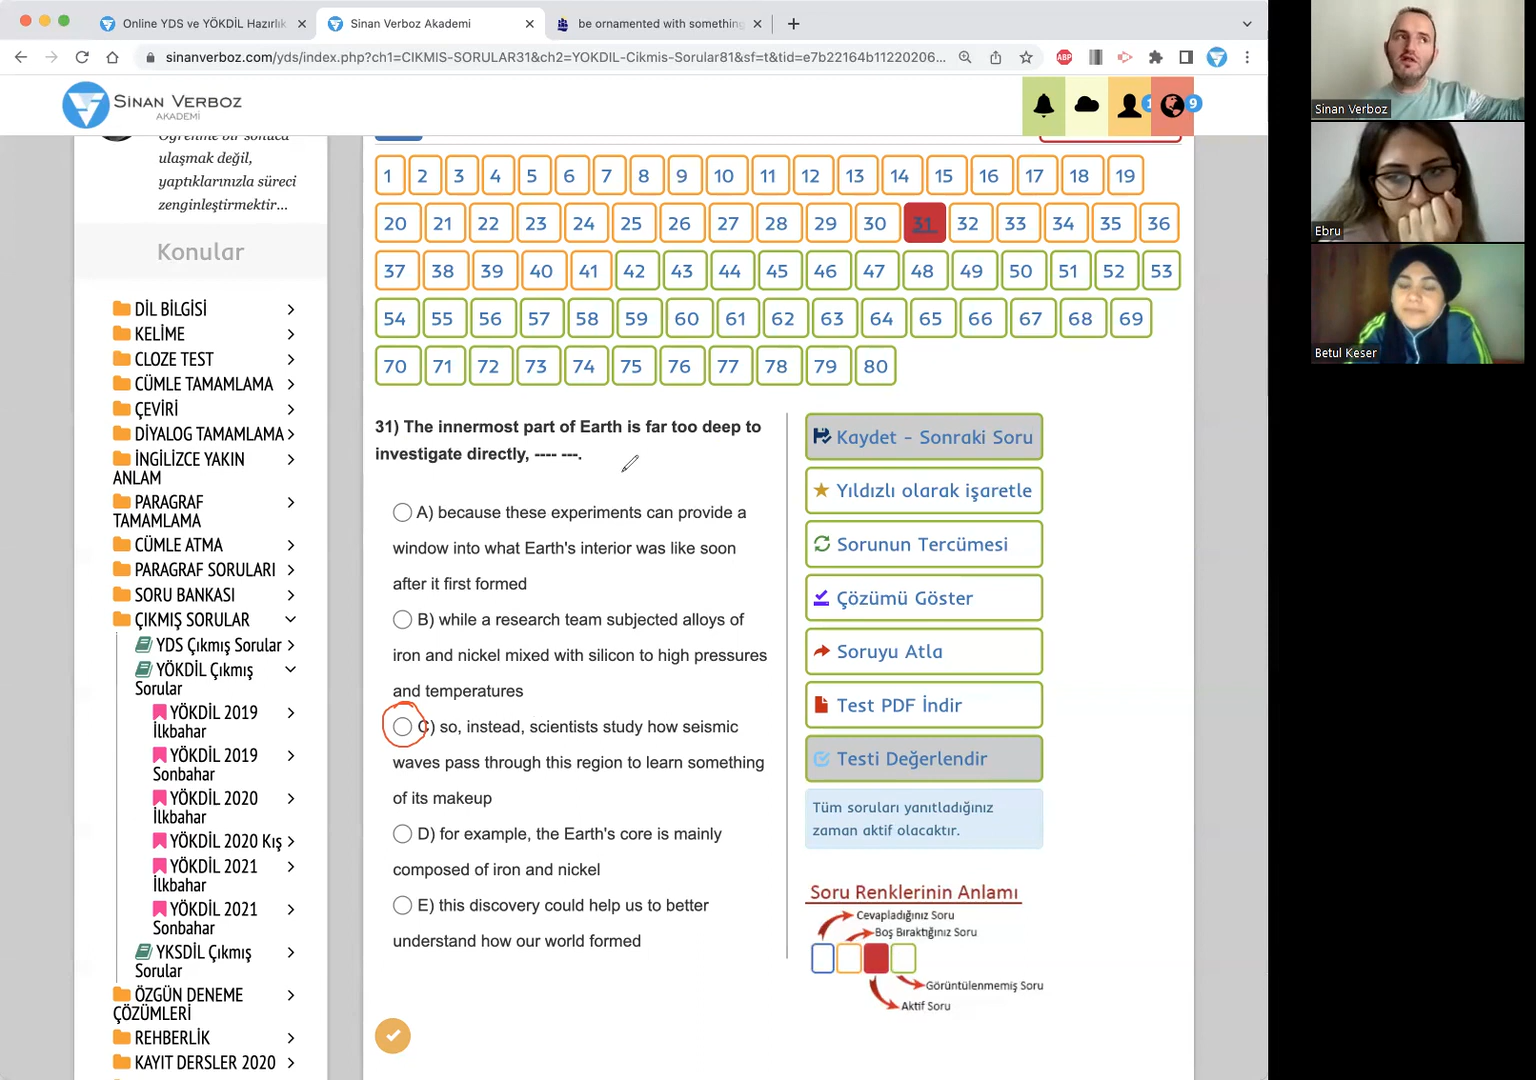 Online YDS ve YÖKDİL Hazırlık
Sinan Verboz Akademi
be ornamented with something
sinanverboz.com/yds/index.php?ch1=CIKMIS-SORULAR31&ch2=YOKDIL-Cikmis-Sorular81&sf=t&tid=e7b22164b11220206...
ABP
SINAN VERBOZ
AKADEMİ
1
9
ulaşmak değil,
yaptıklarınızla süreci
zenginleştirmektir...
Konular
DİL BİLGİSİ
KELİME
CLOZE TEST
CÜMLE TAMAMLAMA
ÇEVİRİ
DİYALOG TAMAMLAMA
İNGİLİZCE YAKIN
ANLAM
PARAGRAF
TAMAMLAMA
CÜMLE ATMA
PARAGRAF SORULARI
SORU BANKASI
ÇIKMIŞ SORULAR
YDS Çıkmış Sorular
YÖKDİL Çıkmış
Sorular
YÖKDİL 2019
İlkbahar
YÖKDİL 2019
Sonbahar
YÖKDİL 2020
İlkbahar
YÖKDİL 2020 Kış
YÖKDİL 2021
İlkbahar
YÖKDİL 2021
Sonbahar
YKSDİL Çıkmış
Sorular
ÖZGÜN DENEME
ÇÖZÜMLERİ
REHBERLİK
KAYIT DERSLER 2020
1 2 3 4 5 6 7 8 9 10 11 12 13 14 15 16 17 18 19
20 21 22 23 24 25 26 27 28 29 30 31 32 33 34 35 36
37 38 39 40 41 42 43 44 45 46 47 48 49 50 51 52 53
54 55 56 57 58 59 60 61 62 63 64 65 66 67 68 69
70 71 72 73 74 75 76 77 78 79 80
31) The innermost part of Earth is far too deep to
investigate directly, ---- ---.
A) because these experiments can provide a
window into what Earth's interior was like soon
after it first formed
B) while a research team subjected alloys of
iron and nickel mixed with silicon to high pressures
and temperatures
C) so, instead, scientists study how seismic
waves pass through this region to learn something
of its makeup
D) for example, the Earth's core is mainly
composed of iron and nickel
E) this discovery could help us to better
understand how our world formed
Kaydet - Sonraki Soru
Yıldızlı olarak işaretle
Sorunun Tercümesi
Çözümü Göster
Soruyu Atla
Test PDF İndir
Testi Değerlendir
Tüm soruları yanıtladığınız
zaman aktif olacaktır.
Soru Renklerinin Anlamı
Cevapladığınız Soru
Boş Bıraktığınız Soru
Görüntülenmemiş Soru
Aktif Soru
Sinan Verboz
Ebru
Betul Keser